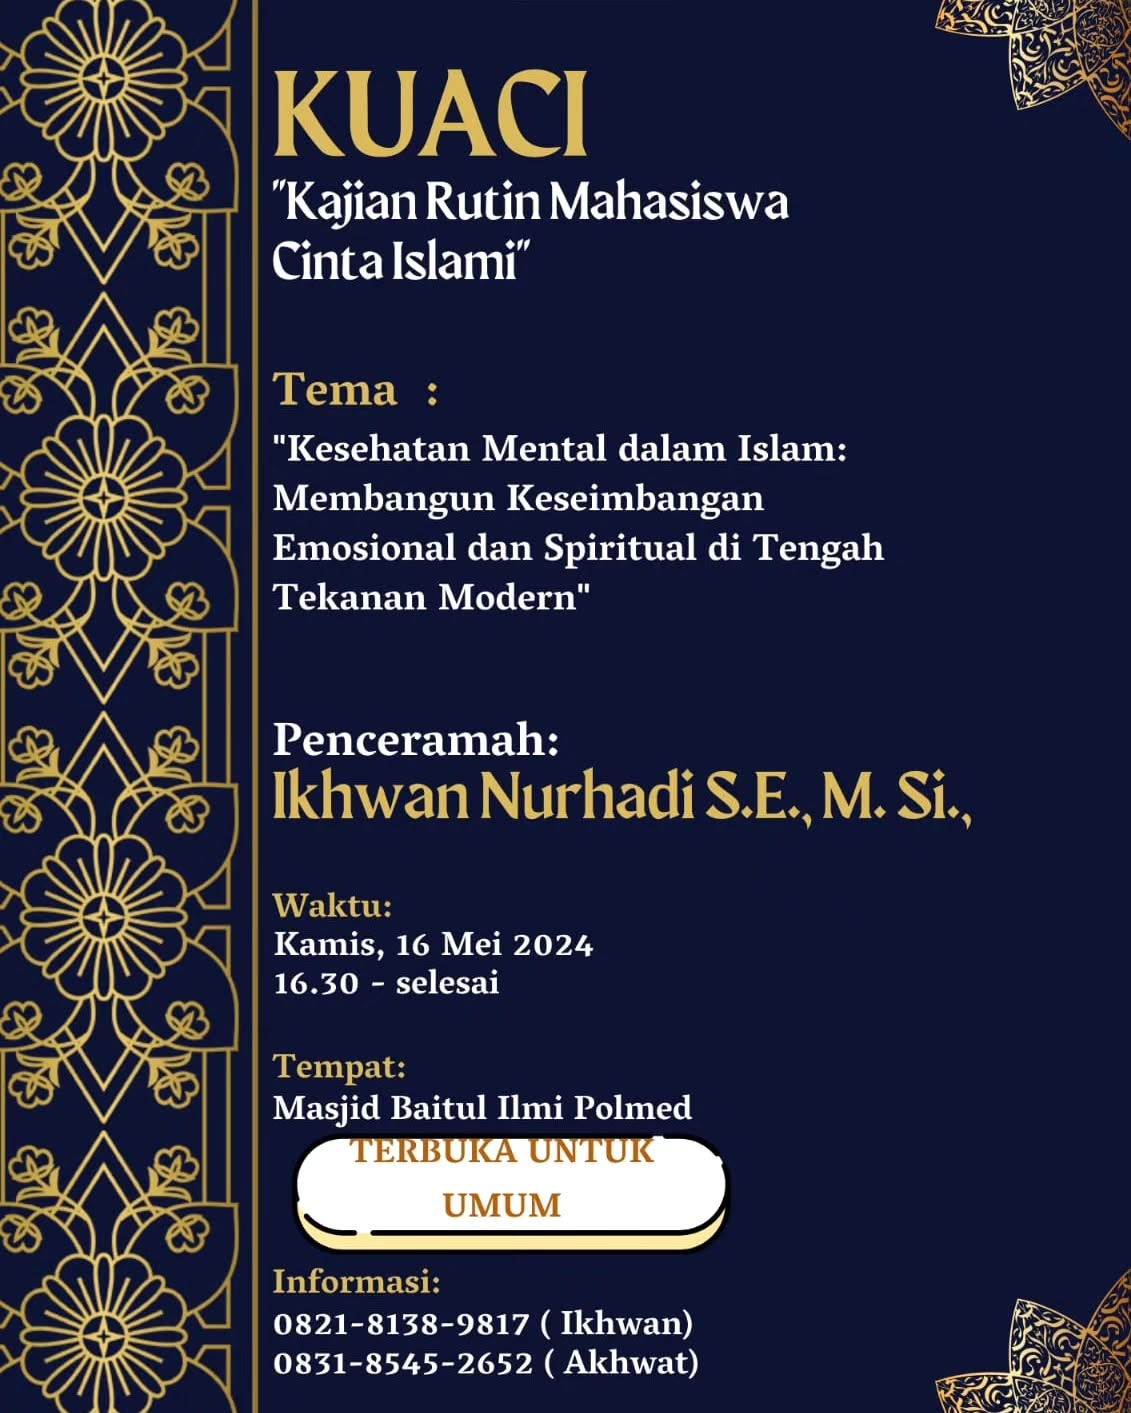 KUACI
"Kajian Rutin Mahasiswa
Cinta Islami"
Tema :
"Kesehatan Mental dalam Islam:
Membangun Keseimbangan
Emosional dan Spiritual di Tengah
Tekanan Modern"
Penceramah:
Ikhwan Nurhadi S.E., M. Si.,
Waktu:
Kamis, 16 Mei 2024
16.30 - selesai
Tempat:
Masjid Baitul Ilmi Polmed
TERBUKA UNTUK
UMUM
Informasi:
0821-8138-9817 ( Ikhwan)
0831-8545-2652 ( Akhwat)